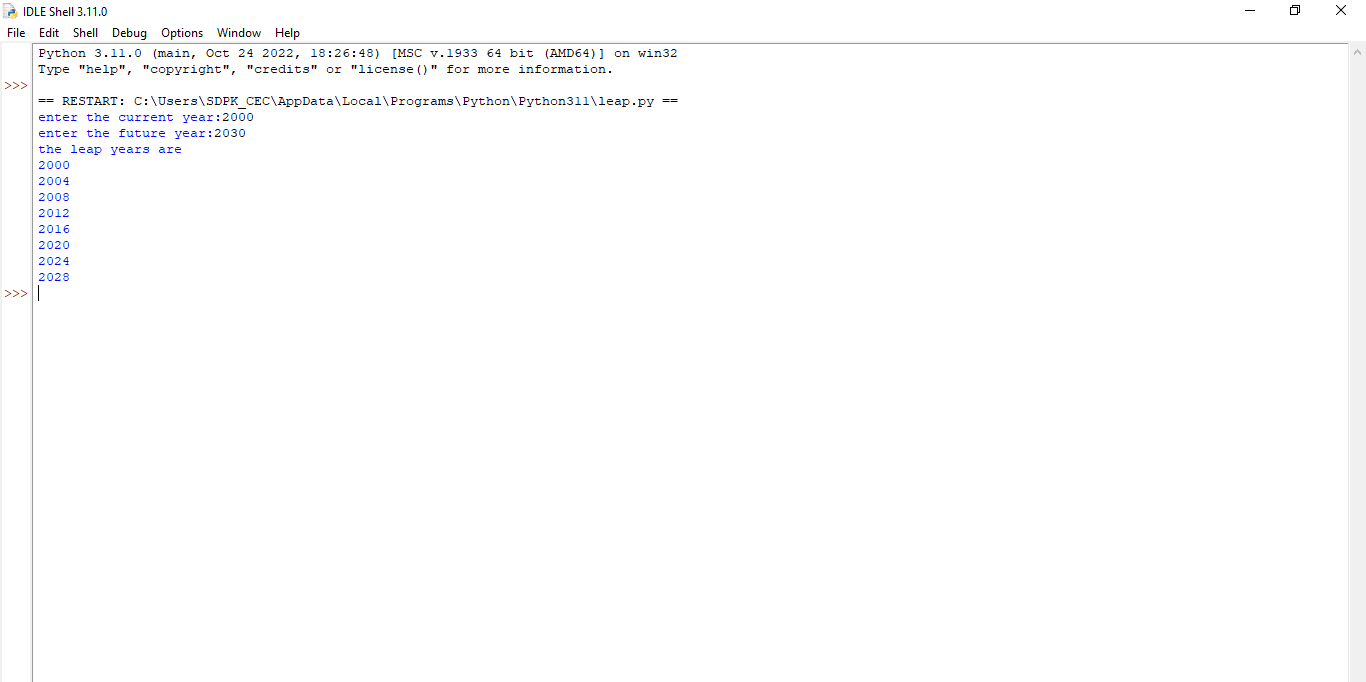 IDLE Shell 3.11.0
File Edit Shell Debug Options Window Help
Python 3.11.0 (main, Oct 24 2022, 18:26:48) [MSC v.1933 64 bit (AMD64)] on win32
Type "help", "copyright", "credits" or "license()" for more information.
>>>
== RESTART: C:\Users\SDPK_CEC\AppData\Local\Programs\Python\Python311\leap.py ==
enter the current year:2000
enter the future year:2030
the leap years are
2000
2004
2008
2012
2016
2020
2024
2028
>>>